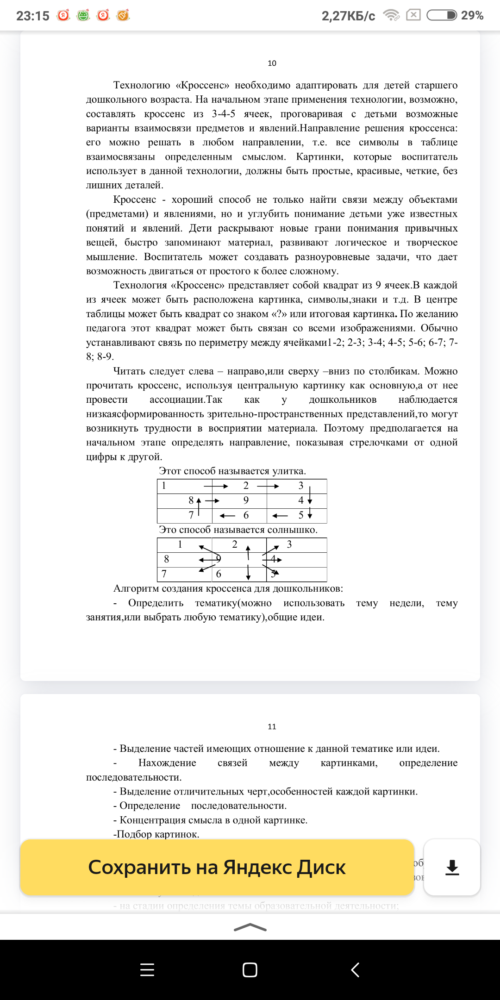 23:15 2,27КБ/с 29%
10
Технологию «Кроссенс» необходимо адаптировать для детей старшего
дошкольного возраста. На начальном этапе применения технологии, возможно,
составлять кроссенс из 3-4-5 ячеек, проговаривая с детьми возможные
варианты взаимосвязи предметов и явлений.Направление решения кроссенса:
его можно решать в любом направлении, т.е. все символы в таблице
взаимосвязаны определенным смыслом. Картинки, которые воспитатель
использует в данной технологии, должны быть простые, красивые, четкие, без
лишних деталей.
Кроссенс - хороший способ не только найти связи между объектами
(предметами) и явлениями, но и углубить понимание детьми уже известных
понятий и явлений. Дети раскрывают новые грани понимания привычных
вещей, быстро запоминают материал, развивают логическое и творческое
мышление. Воспитатель может создавать разноуровневые задачи, что дает
возможность двигаться от простого к более сложному.
Технология «Кроссенс» представляет собой квадрат из 9 ячеек.В каждой
из ячеек может быть расположена картинка, символы,знаки и т.д. В центре
таблицы может быть квадрат со знаком «?» или итоговая картинка. По желанию
педагога этот квадрат может быть связан со всеми изображениями. Обычно
устанавливают связь по периметру между ячейками1-2; 2-3; 3-4; 4-5; 5-6; 6-7; 7-
8; 8-9.
Читать следует слева – направо,или сверху –вниз по столбикам. Можно
прочитать кроссенс, используя центральную картинку как основную,а от нее
провести ассоциации.Так как у дошкольников наблюдается
низкаясформированность зрительно-пространственных представлений,то могут
возникнуть трудности в восприятии материала. Поэтому предполагается на
начальном этапе определять направление, показывая стрелочками от одной
цифры к другой.
Этот способ называется улитка.
1 2 3
8 9 4
7 6 5
Это способ называется солнышко.
1 2 3
8 9 4
7 6 5
Алгоритм создания кроссенса для дошкольников:
- Определить тематику(можно использовать тему недели, тему
занятия,или выбрать любую тематику),общие идеи.
11
- Выделение частей имеющих отношение к данной тематике или идеи.
- Нахождение связей между картинками, определение
последовательности.
- Выделение отличительных черт,особенностей каждой картинки.
- Определение последовательности.
- Концентрация смысла в одной картинке.
-Подбор картинок.
Сохранить на Яндекс Диск
- на стадии определения темы образовательной деятельности;